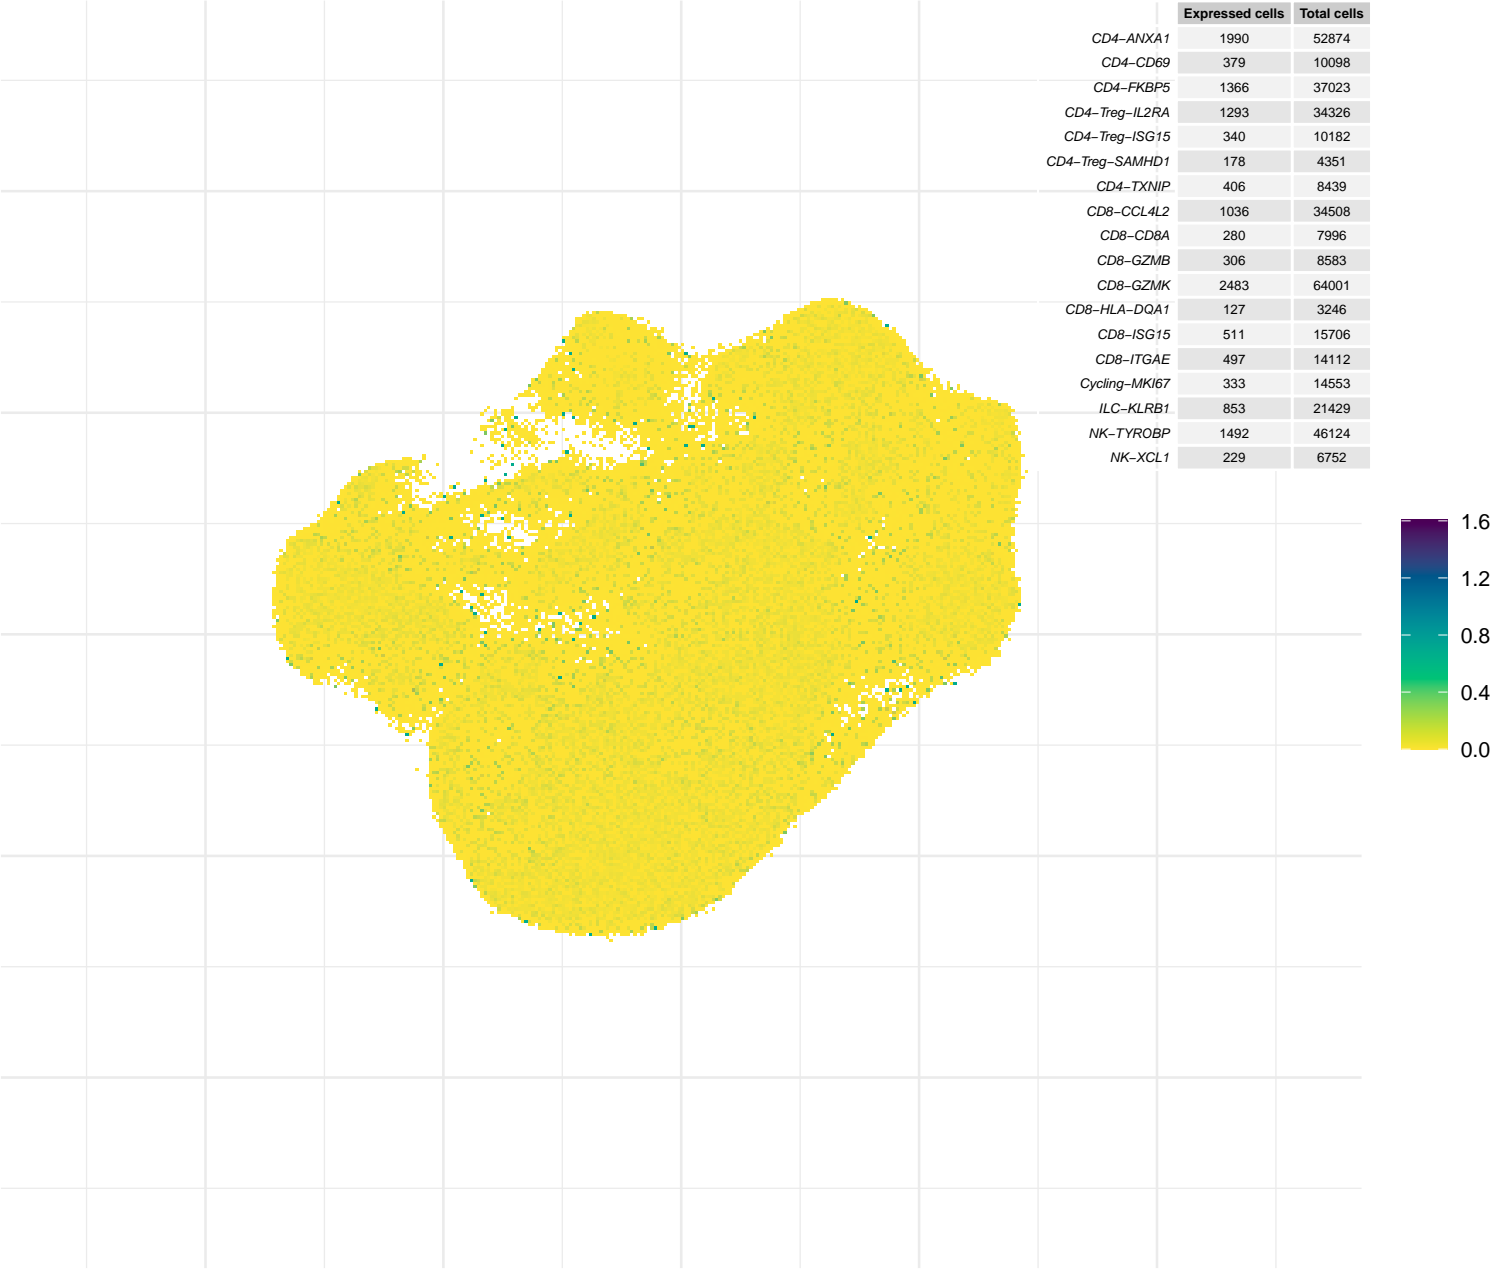 Expressed cells Total cells
CD4−ANXA1 1990 52874
CD4−CD69 379 10098
CD4−FKBP5 1366 37023
CD4−Treg−IL2RA 1293 34326
CD4−Treg−ISG15 340 10182
CD4−Treg−SAMHD1 178 4351
CD4−TXNIP 406 8439
CD8−CCL4L2 1036 34508
CD8−CD8A 280 7996
CD8−GZMB 306 8583
CD8−GZMK 2483 64001
CD8−HLA−DQA1 127 3246
CD8−ISG15 511 15706
CD8−ITGAE 497 14112
Cycling−MKI67 333 14553
ILC−KLRB1 853 21429
NK−TYROBP 1492 46124
NK−XCL1 229 6752
1.6
1.2
0.8
0.4
0.0